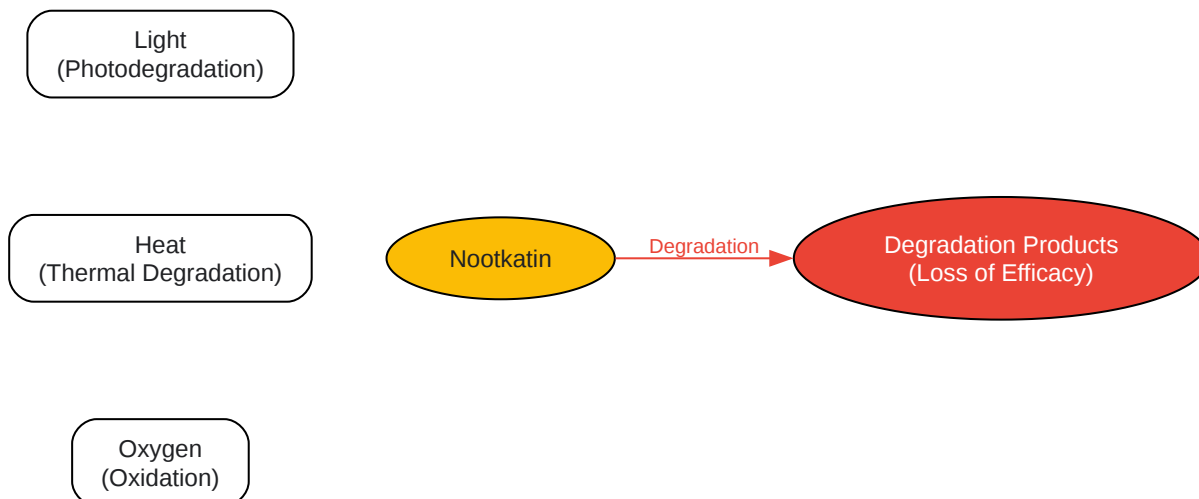 Light
(Photodegradation)
Heat
(Thermal Degradation)
Nootkatin
Degradation
Degradation Products
(Loss of Efficacy)
Oxygen
(Oxidation)